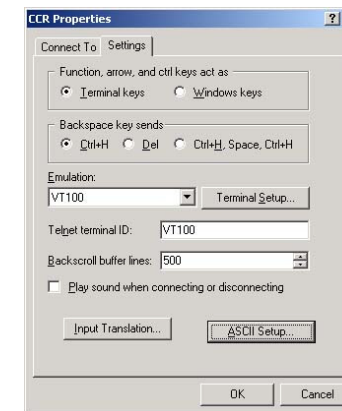 CCR Properties ?
Connect To Settings
Function, arrow, and ctrl keys act as
Terminal keys Windows keys
Backspace key sends
Ctrl+H Del Ctrl+H, Space, Ctrl+H
Emulation:
VT100 Terminal Setup...
Telnet terminal ID: VT100
Backscroll buffer lines: 500
Play sound when connecting or disconnecting
Input Translation... ASCII Setup...
OK Cancel